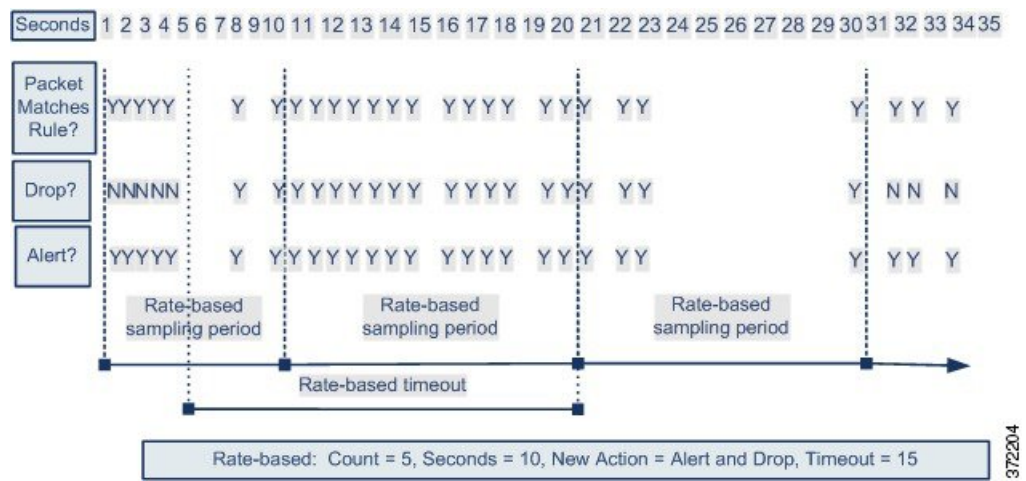 Seconds 1 2 3 4 5 6 7 8 9 10 11 12 13 14 15 16 17 18 19 20 21 22 23 24 25 26 27 28 29 30 31 32 33 34 35
Packet
Matches
Rule?
YYYYY Y Y Y Y Y Y Y Y Y Y Y Y Y Y Y Y Y Y Y Y Y Y
Drop? NNNNN Y Y Y Y Y Y Y Y Y Y Y Y Y Y Y Y Y Y Y N N N
Alert? YYYYY Y Y Y Y Y Y Y Y Y Y Y Y Y Y Y Y Y Y Y Y Y Y
Rate-based
sampling period
Rate-based
sampling period
Rate-based
sampling period
Rate-based timeout
Rate-based: Count = 5, Seconds = 10, New Action = Alert and Drop, Timeout = 15
372204